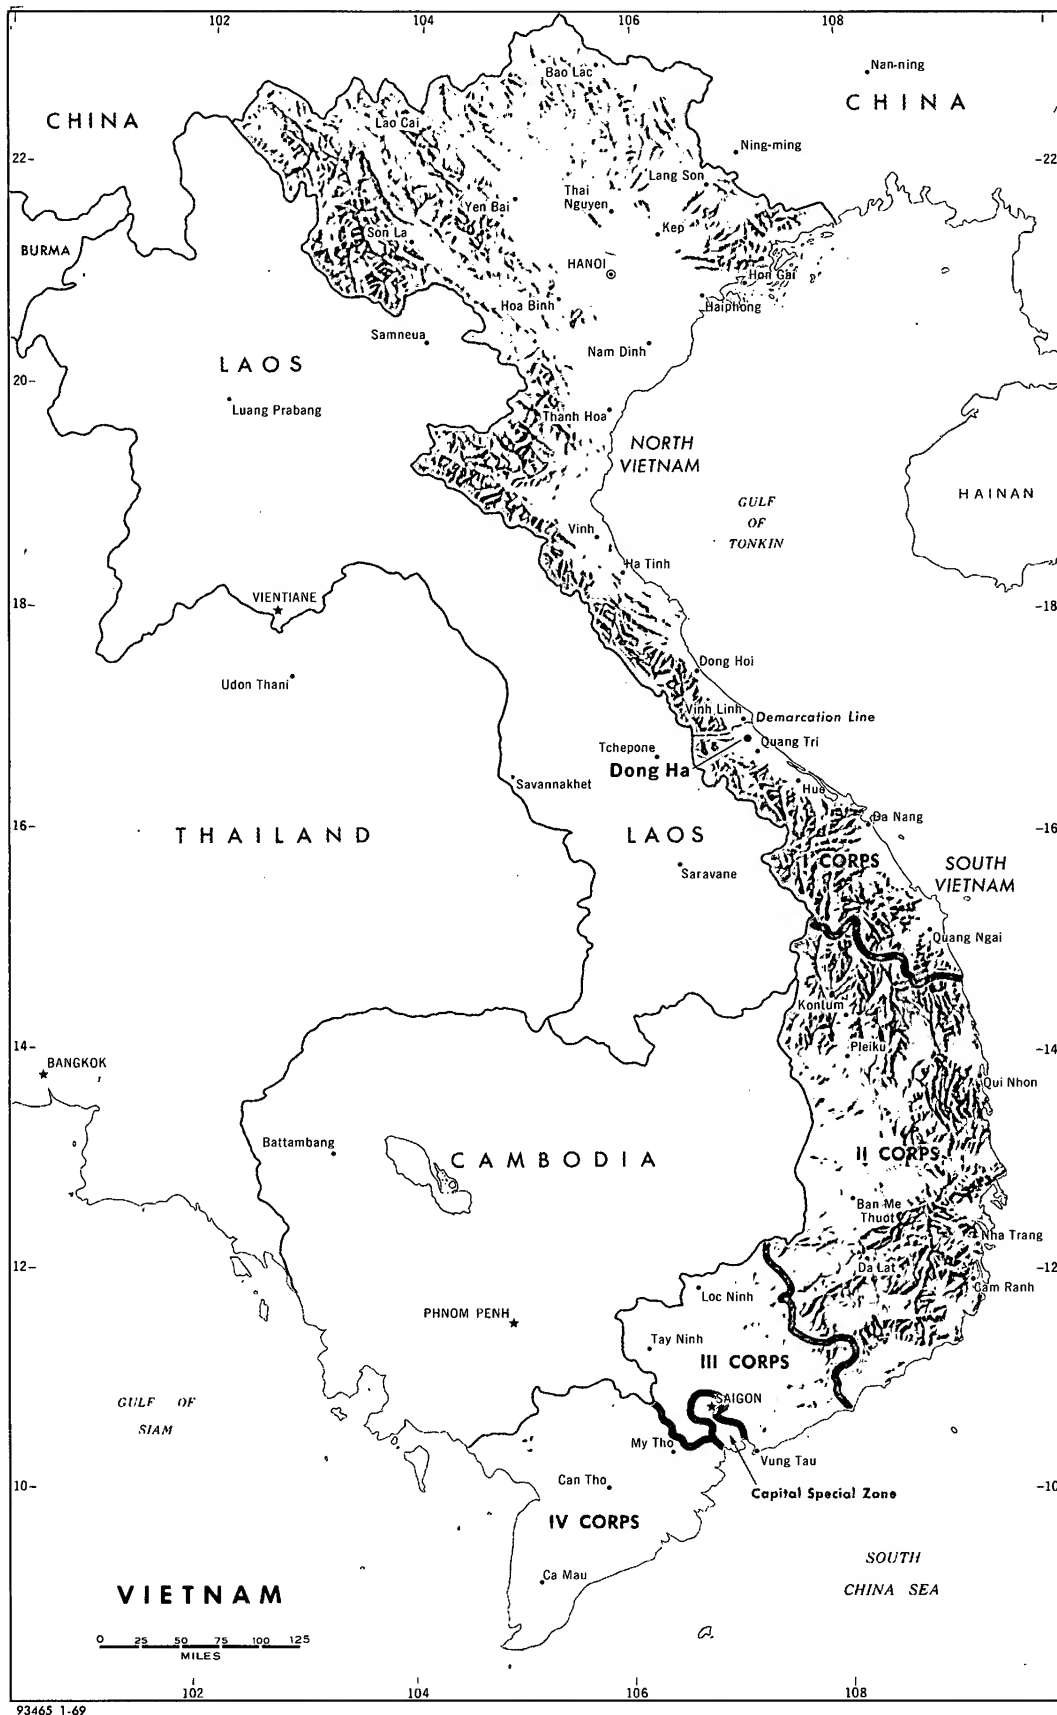 102 104 106 108
Nan-ning
Bao Lac
CHINA
CHINA
Lao Cai
Ning-ming
22-
-22
Lang Son
Thai
Nguyen
Yen Bai
Kep
Son La
BURMA
HANOI
Hon Gai
Hoa Binh
Haiphong
Samneua
Nam Dinh
LAOS
20-
-20
Luang Prabang
Thanh Hoa
NORTH
VIETNAM
HAINAN
GULF
OF
TONKIN
Vinh
Ha Tinh
VIENTIANE
18-
-18
Dong Hoi
Udon Thani
Vinh Linh
Demarcation Line
Quang Tri
Tchepone
Dong Ha
Savannakhet
Hue
Da Nang
16-
-16
THAILAND
LAOS
I CORPS
SOUTH
VIETNAM
Saravane
Quang Ngai
Kontum
14-
-14
Pleiku
BANGKOK
Qui Nhon
Battambang
CAMBODIA
II CORPS
Ban Me
Thuot
Nha Trang
12-
-12
Da Lat
Cam Ranh
Loc Ninh
PHNOM PENH
Tay Ninh
III CORPS
GULF OF
SIAM
SAIGON
My Tho
Vung Tau
Can Tho
10-
-10
Capital Special Zone
IV CORPS
SOUTH
CHINA SEA
Ca Mau
VIETNAM
0 25 50 75 100 125
MILES
102 104 106 108
93465 1-69